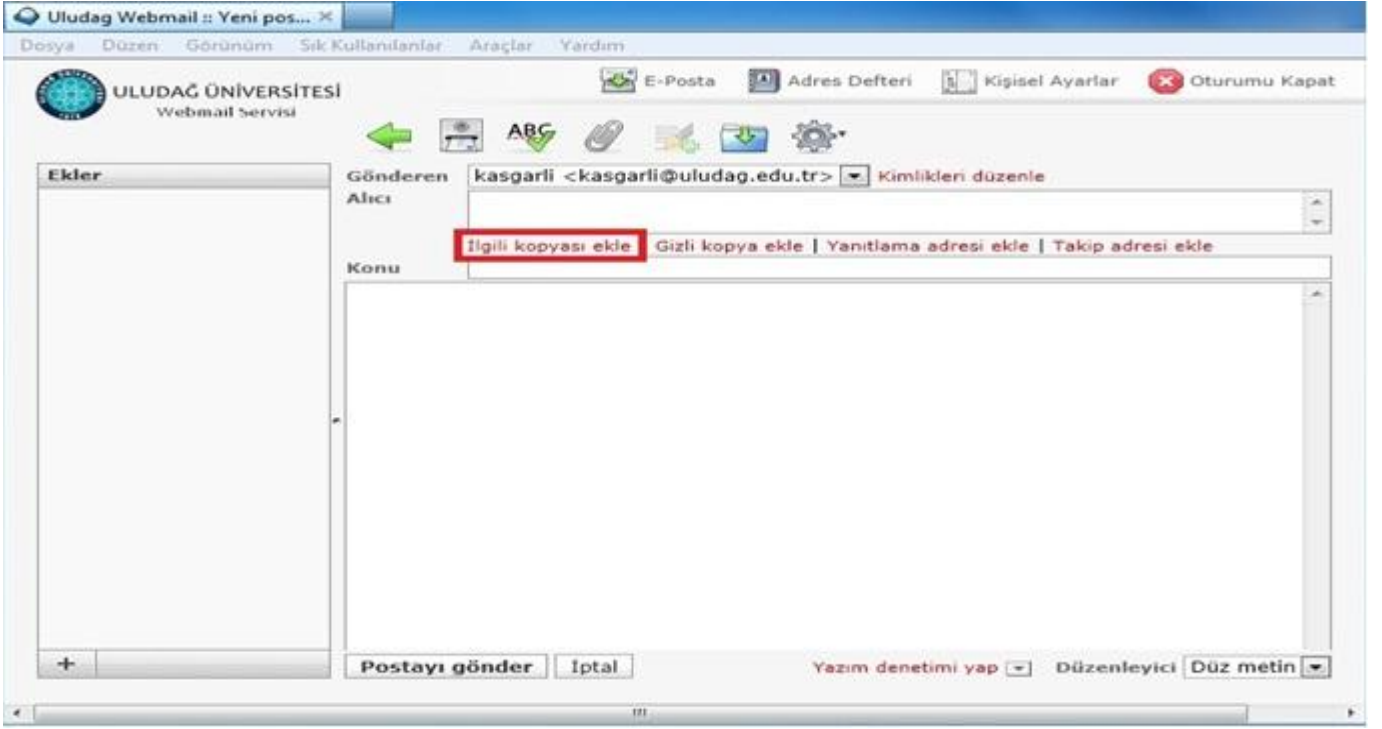 Uludag Webmail :: Yeni pos...
Dosya Düzen Görünüm Sık Kullanılanlar Araçlar Yardım
ULUDAĞ ÜNİVERSİTESİ
Webmail Servisi
E-Posta Adres Defteri Kişisel Ayarlar Oturumu Kapat
ABC
Ekler
Gönderen kasgarli <kasgarli@uludag.edu.tr> Kimlikleri düzenle
Alıcı
İlgili kopyası ekle Gizli kopya ekle | Yanıtlama adresi ekle | Takip adresi ekle
Konu
+
Postayı gönder İptal Yazım denetimi yap Düzenleyici Düz metin